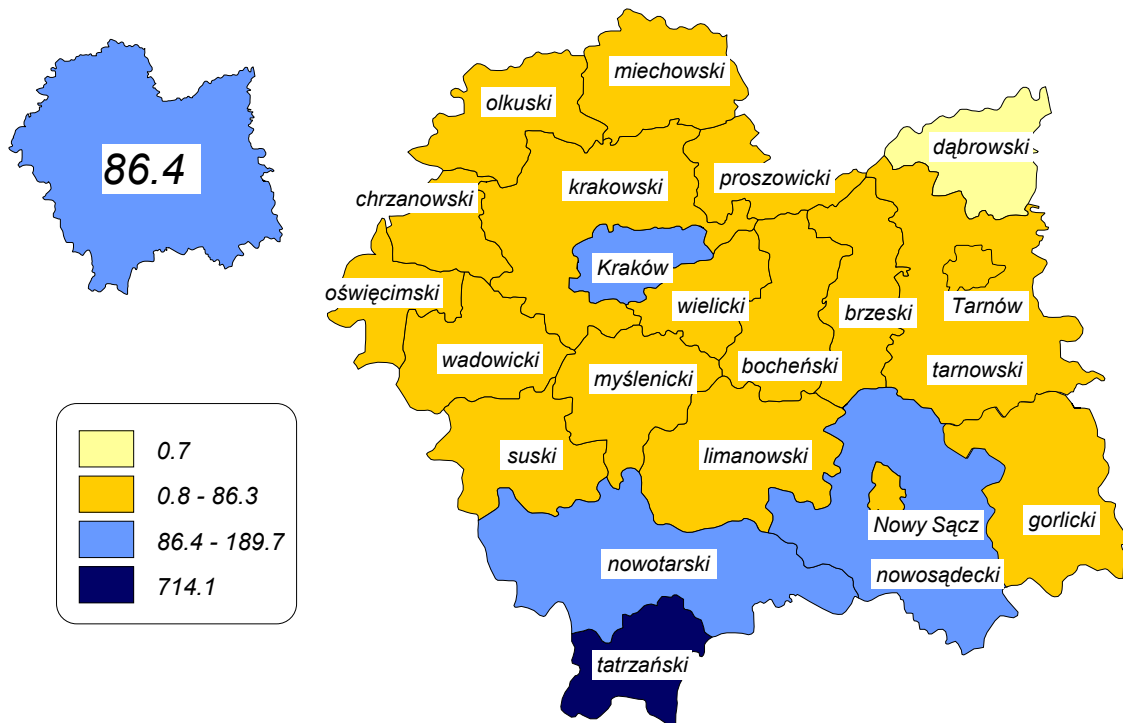 miechowski
olkuski
dąbrowski
86.4
proszowicki
krakowski
chrzanowski
Kraków
oświęcimski
wielicki
brzeski
Tarnów
wadowicki
myślenicki
bocheński
tarnowski
0.7
suski
limanowski
0.8 - 86.3
gorlicki
Nowy Sącz
86.4 - 189.7
nowotarski
nowosądecki
714.1
tatrzański